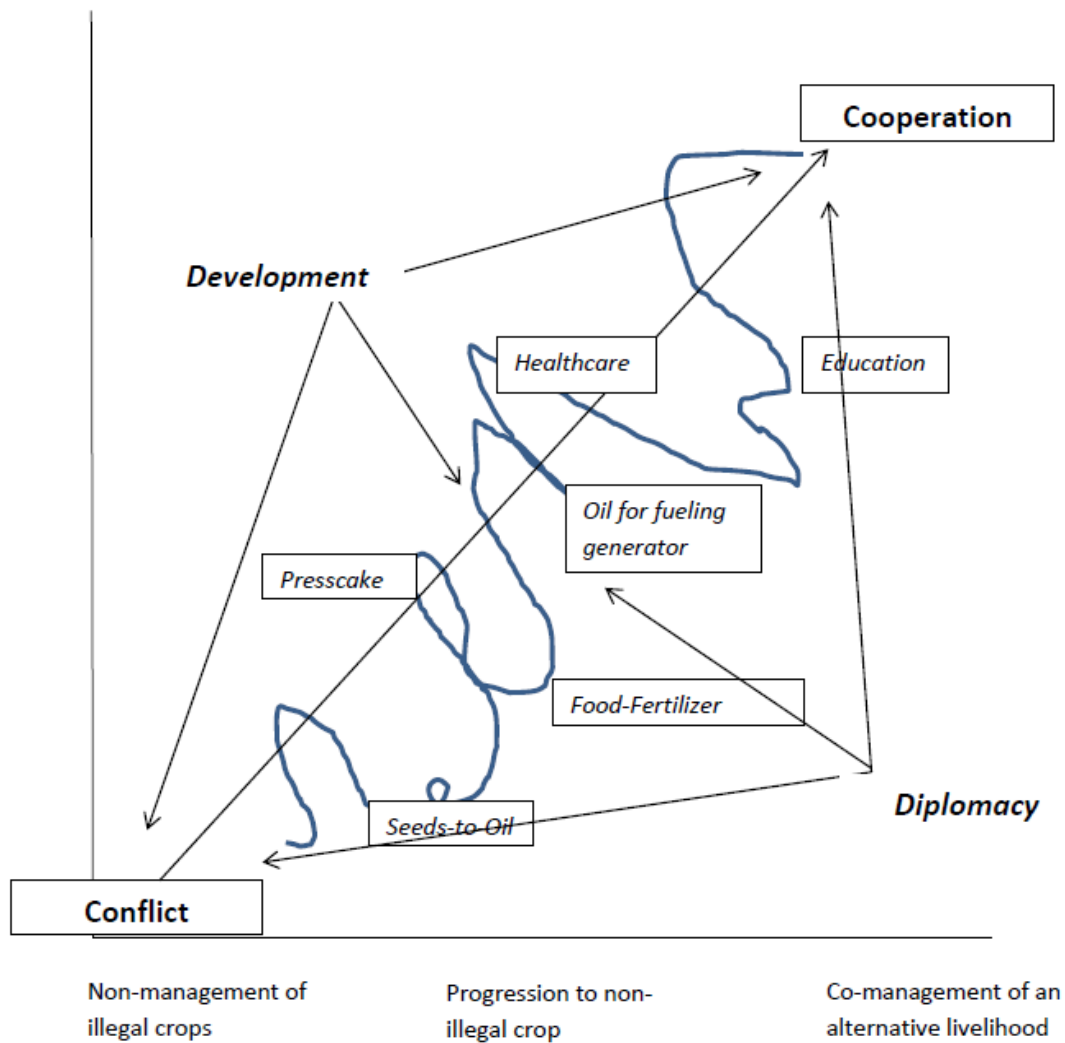 Cooperation
Development
Healthcare
Education
Oil for fueling
generator
Presscake
Food-Fertilizer
Diplomacy
Seeds-to Oil
Conflict
Non-management of
illegal crops
Progression to non-
illegal crop
Co-management of an
alternative livelihood